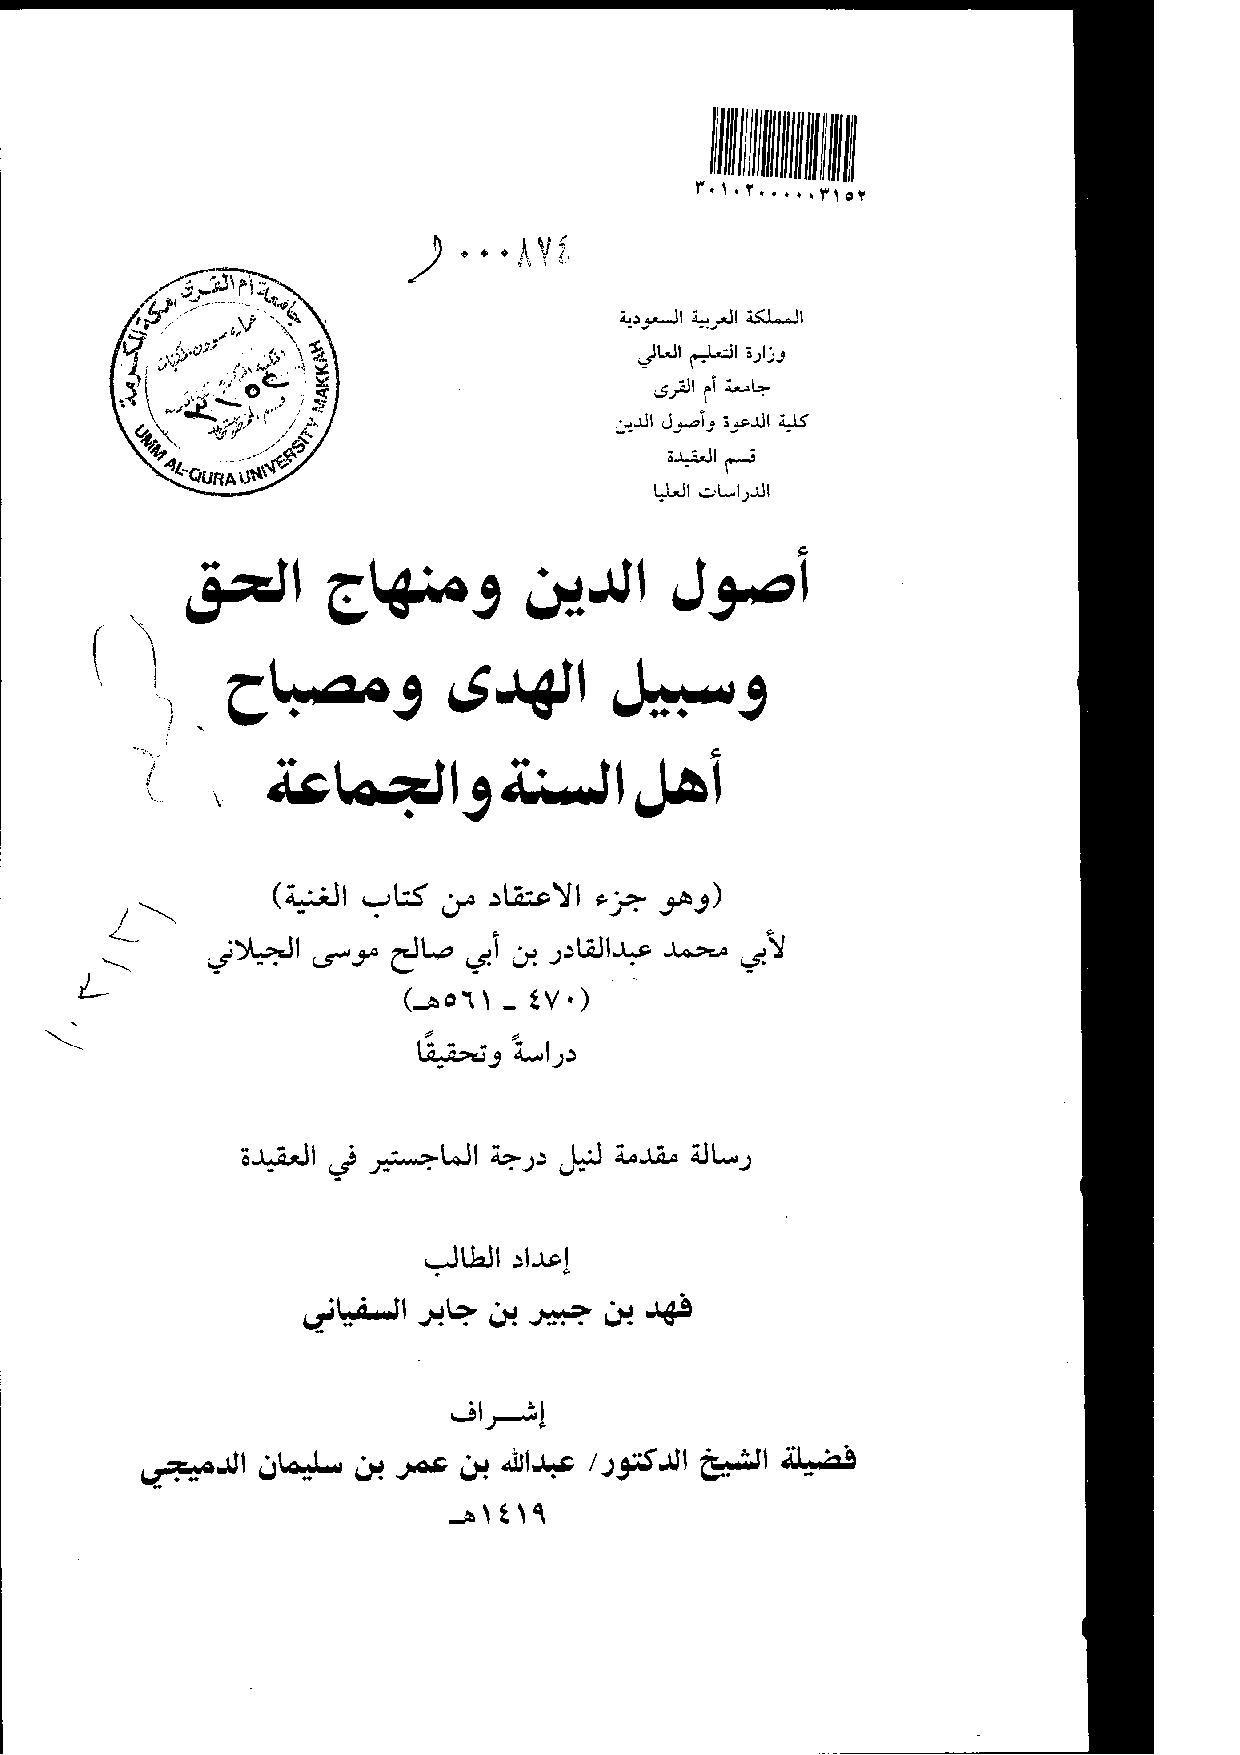 ٣٠١٠٢٠٠٠٠٠٣١٥٢
٠٠٠٨٧٤
جامعة أم القرى مكة المكرمة
UMM AL-QURA UNIVERSITY MAKKAH
٣١٥٢
المملكة العربية السعودية
وزارة التعليم العالي
جامعة أم القرى
كلية الدعوة وأصول الدين
قسم العقيدة
الدراسات العليا
أصول الدين ومنهاج الحق
وسبيل الهدى ومصباح
أهل السنة والجماعة
(وهو جزء الاعتقاد من كتاب الغنية)
لأبي محمد عبدالقادر بن أبي صالح موسى الجيلاني
(٤٧٠ - ٥٦١هـ)
دراسةً وتحقيقًا
رسالة مقدمة لنيل درجة الماجستير في العقيدة
إعداد الطالب
فهد بن جبير بن جابر السفياني
إشـراف
فضيلة الشيخ الدكتور/ عبدالله بن عمر بن سليمان الدميجي
١٤١٩هـ